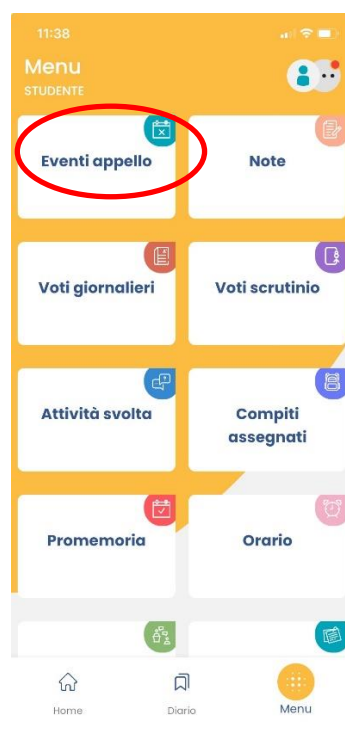 11:38
Menu
STUDENTE
Eventi appello
Note
Voti giornalieri
Voti scrutinio
Attività svolta
Compiti
assegnati
Promemoria
Orario
Home
Diario
Menu